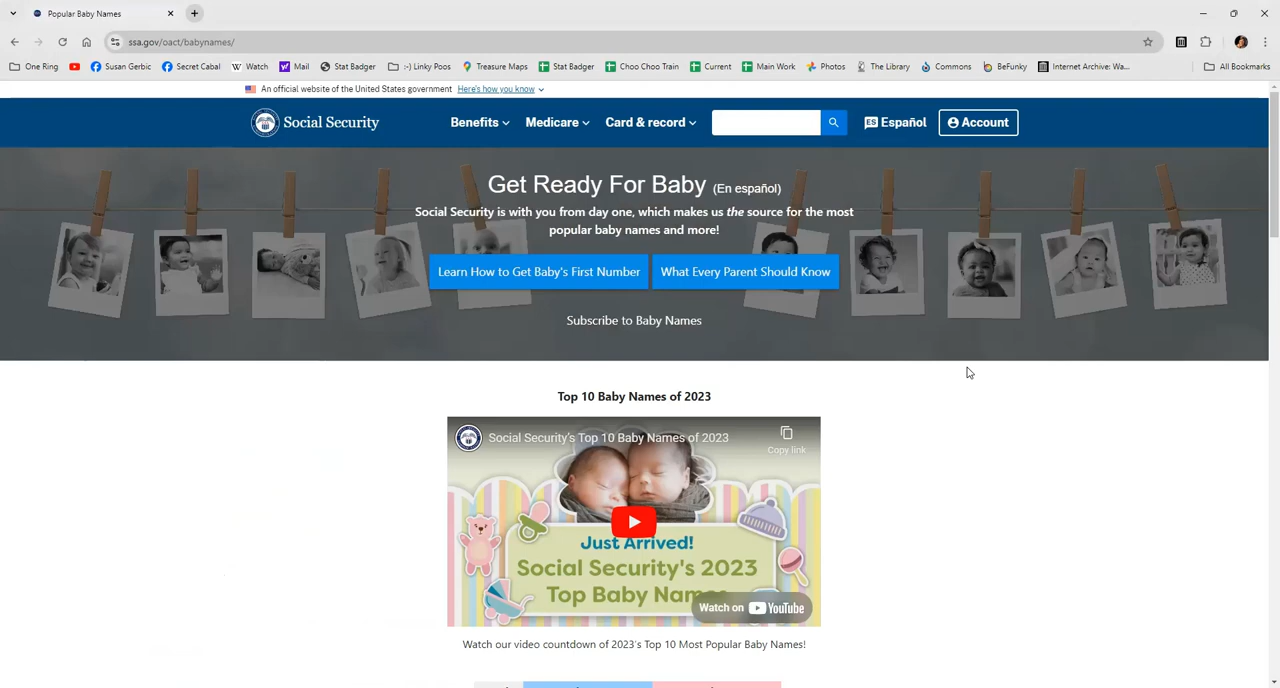 Popular Baby Names
ssa.gov/oact/babynames/
One Ring
Susan Gerbic
Secret Cabal
W Watch
Mail
Stat Badger
:-) Linky Poos
Treasure Maps
Stat Badger
Choo Choo Train
Current
Main Work
Photos
The Library
Commons
BeFunky
Internet Archive: Wa...
All Bookmarks
An official website of the United States government Here's how you know
Social Security
Benefits
Medicare
Card & record
ES Español
Account
Get Ready For Baby (En español)
Social Security is with you from day one, which makes us the source for the most
popular baby names and more!
Learn How to Get Baby's First Number
What Every Parent Should Know
Subscribe to Baby Names
Top 10 Baby Names of 2023
Social Security's Top 10 Baby Names of 2023
Copy link
Just Arrived!
Social Security's 2023
Top Baby Nam
Watch on YouTube
Watch our video countdown of 2023's Top 10 Most Popular Baby Names!